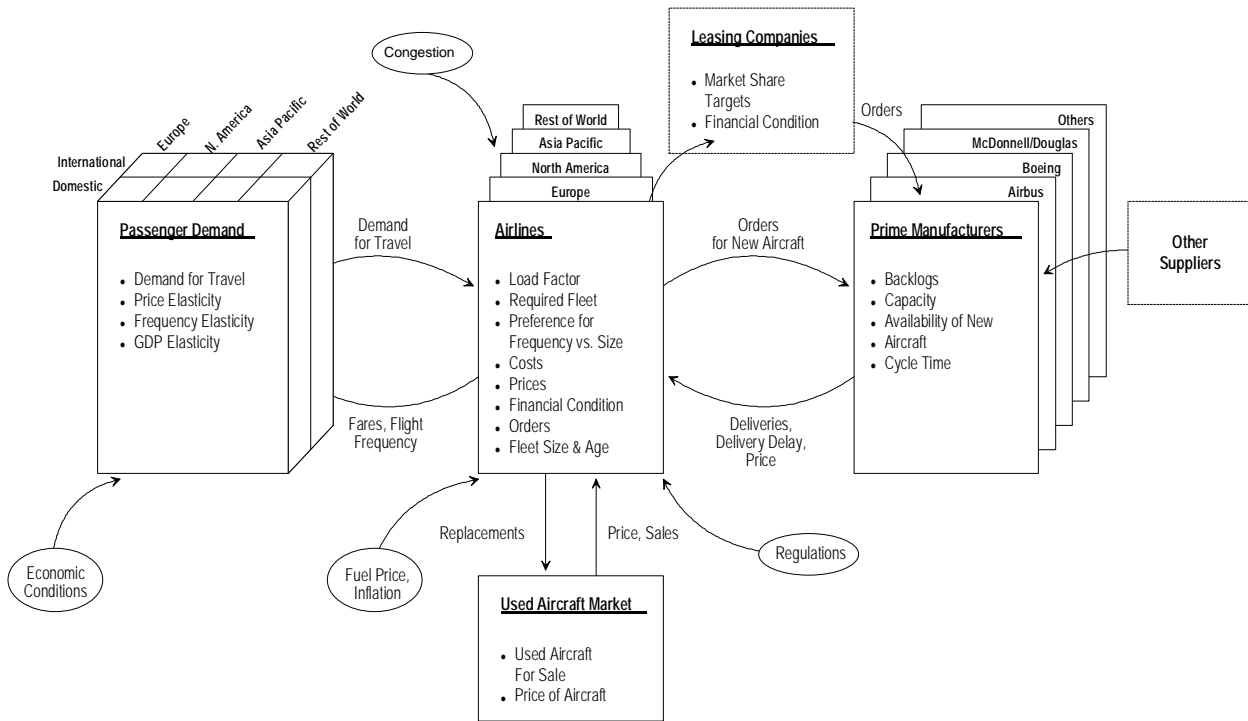 Leasing Companies
• Market Share
Targets
• Financial Condition
Congestion
Orders
Europe
N. America
Asia Pacific
Rest of World
International
Domestic
Rest of World
Asia Pacific
North America
Europe
Others
McDonnell/Douglas
Boeing
Airbus
Passenger Demand
• Demand for Travel
• Price Elasticity
• Frequency Elasticity
• GDP Elasticity
Demand
for Travel
Fares, Flight
Frequency
Airlines
• Load Factor
• Required Fleet
• Preference for
Frequency vs. Size
• Costs
• Prices
• Financial Condition
• Orders
• Fleet Size & Age
Orders
for New Aircraft
Deliveries,
Delivery Delay,
Price
Prime Manufacturers
• Backlogs
• Capacity
• Availability of New
• Aircraft
• Cycle Time
Other
Suppliers
Economic
Conditions
Fuel Price,
Inflation
Replacements
Price, Sales
Regulations
Used Aircraft Market
• Used Aircraft
For Sale
• Price of Aircraft